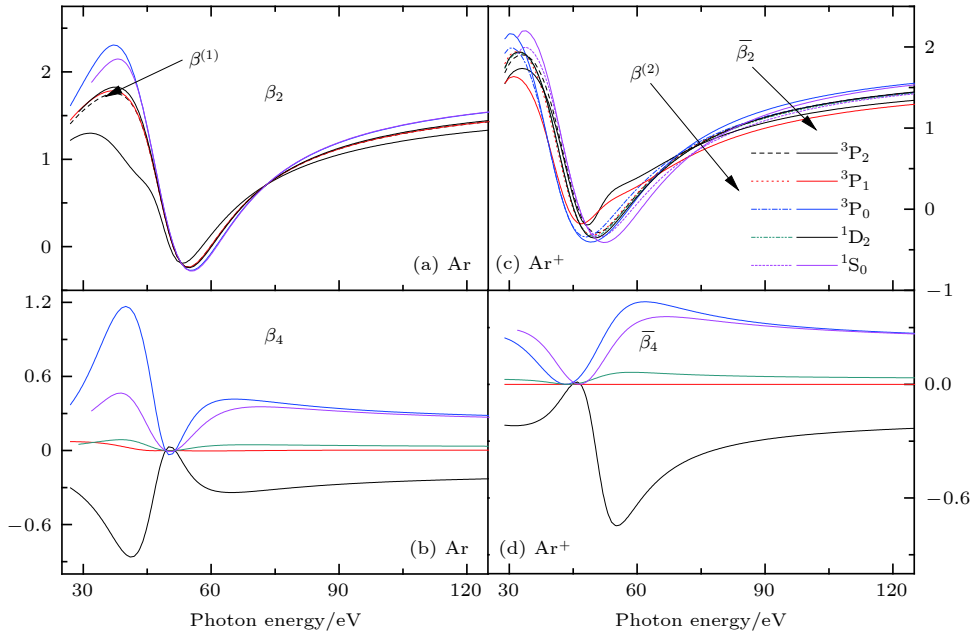 2
1
0
β⁽¹⁾
β₂
(a) Ar
2
1
0
−1
β⁽²⁾
β̄₂
³P₂
³P₁
³P₀
¹D₂
¹S₀
(c) Ar⁺
1.2
0.6
0
−0.6
β₄
(b) Ar
0.0
−0.6
β̄₄
(d) Ar⁺
30 60 90 120
30 60 90 120
Photon energy/eV
Photon energy/eV